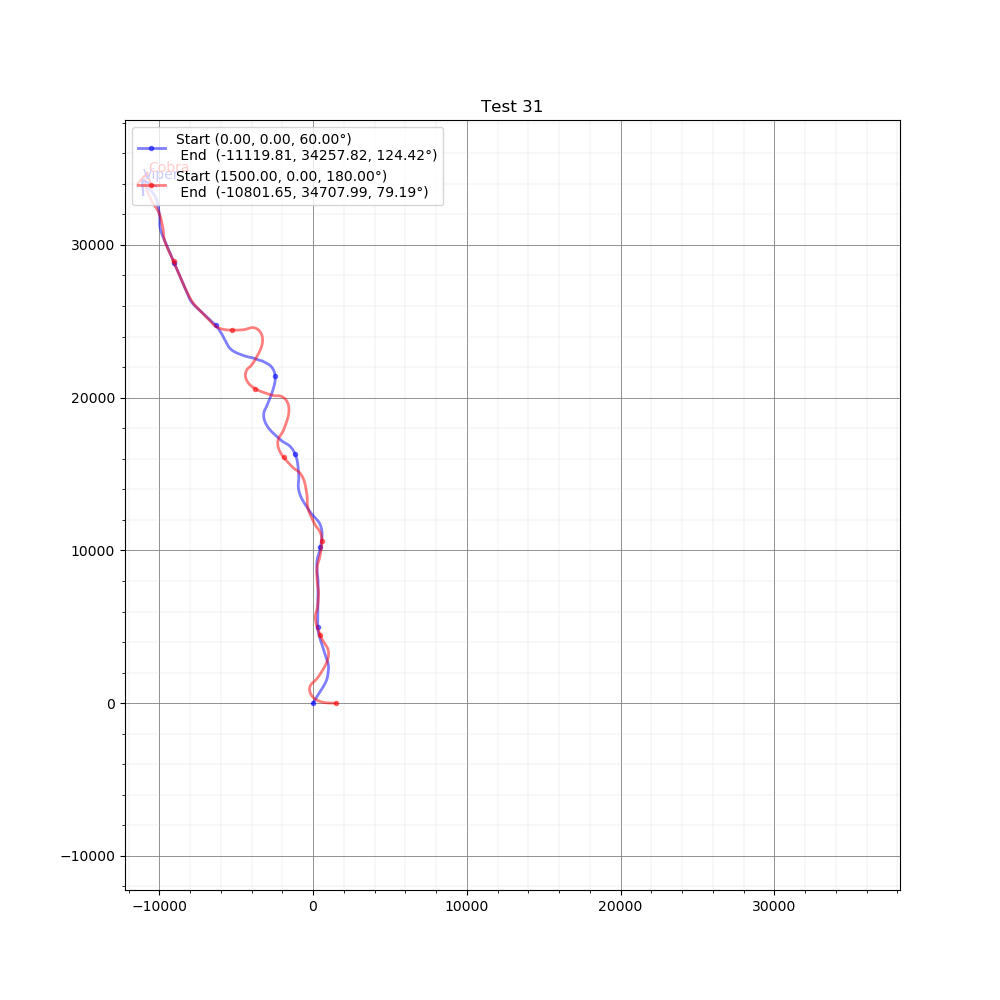 Test 31
Start (0.00, 0.00, 60.00°)
End (-11119.81, 34257.82, 124.42°)
Start (1500.00, 0.00, 180.00°)
End (-10801.65, 34707.99, 79.19°)
Cobra
Viper
30000
20000
10000
0
−10000
−10000 0 10000 20000 30000